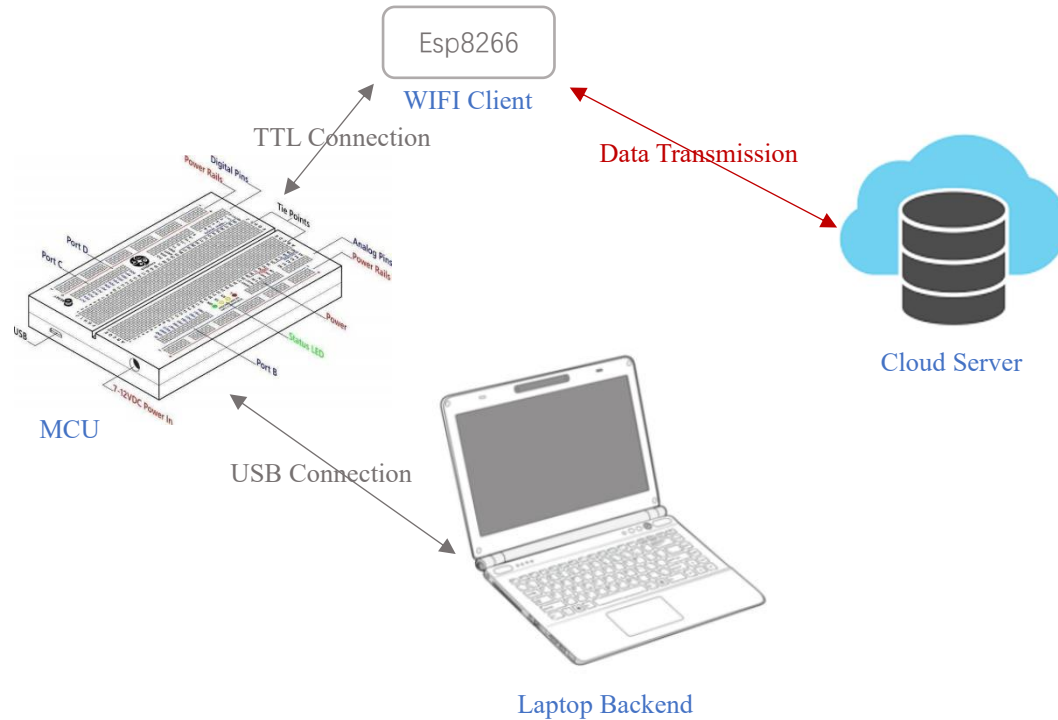 Esp8266
WIFI Client
TTL Connection
Data Transmission
Digital Pins
Power Rails
Tie Points
Port D
Port C
Analog Pins
Power Rails
USB
Power
Status LED
Port B
7-12VDC Power In
MCU
Cloud Server
USB Connection
Laptop Backend